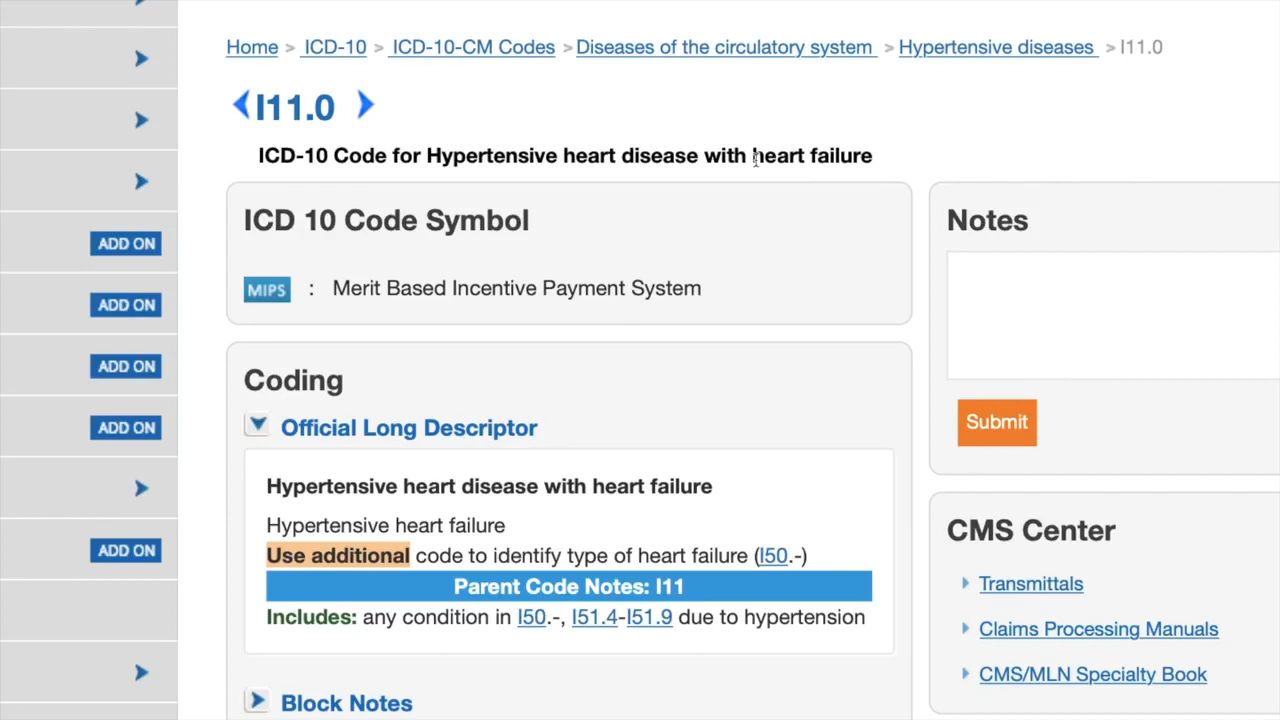 Home > ICD-10 > ICD-10-CM Codes > Diseases of the circulatory system > Hypertensive diseases > I11.0
I11.0
ICD-10 Code for Hypertensive heart disease with heart failure
ICD 10 Code Symbol
MIPS : Merit Based Incentive Payment System
Coding
Official Long Descriptor
Hypertensive heart disease with heart failure
Hypertensive heart failure
Use additional code to identify type of heart failure (I50.-)
Parent Code Notes: I11
Includes: any condition in I50.-, I51.4-I51.9 due to hypertension
Block Notes
Notes
Submit
CMS Center
Transmittals
Claims Processing Manuals
CMS/MLN Specialty Book
ADD ON
ADD ON
ADD ON
ADD ON
ADD ON